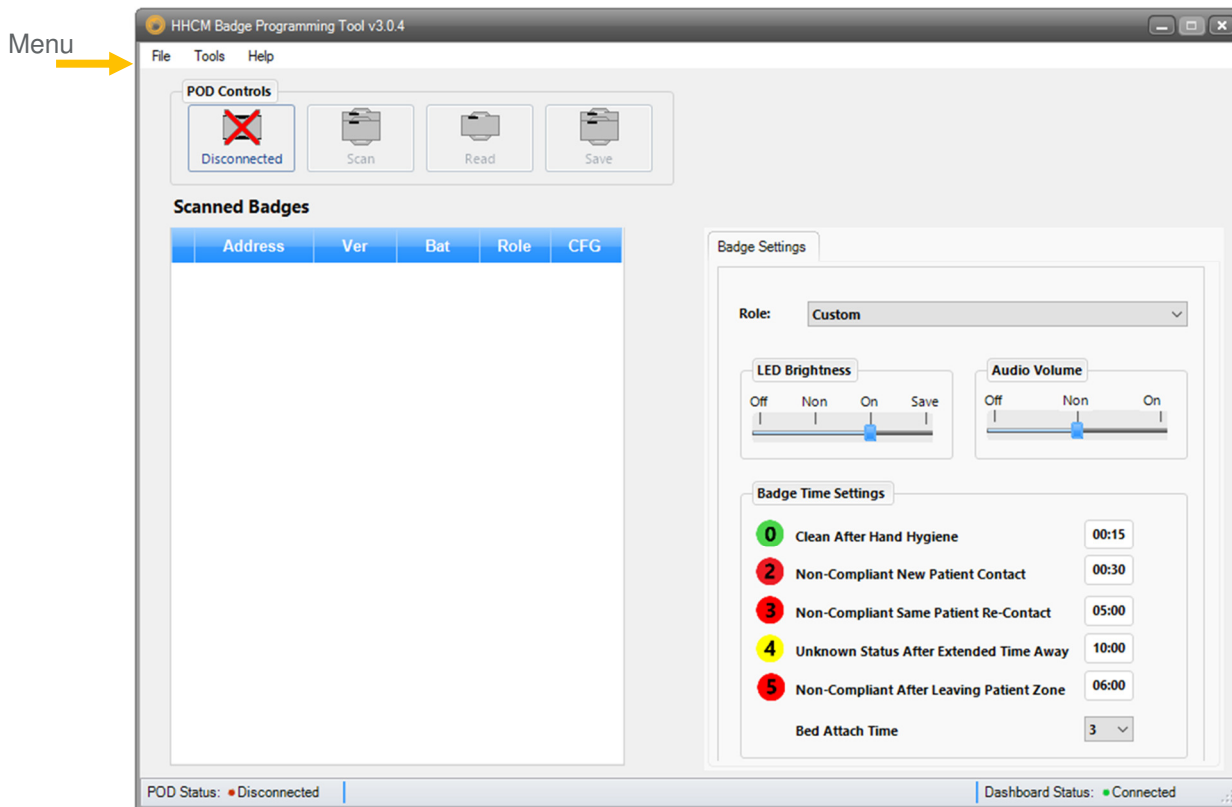 Menu
HHCM Badge Programming Tool v3.0.4
File Tools Help
POD Controls
Disconnected Scan Read Save
Scanned Badges
Address Ver Bat Role CFG
Badge Settings
Role: Custom
LED Brightness
Off Non On Save
Audio Volume
Off Non On
Badge Time Settings
0 Clean After Hand Hygiene 00:15
2 Non-Compliant New Patient Contact 00:30
3 Non-Compliant Same Patient Re-Contact 05:00
4 Unknown Status After Extended Time Away 10:00
5 Non-Compliant After Leaving Patient Zone 06:00
Bed Attach Time 3
POD Status: Disconnected Dashboard Status: Connected